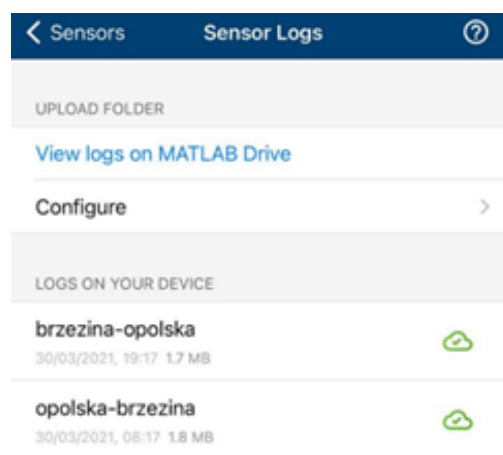 Sensors Sensor Logs
UPLOAD FOLDER
View logs on MATLAB Drive
Configure
LOGS ON YOUR DEVICE
brzezina-opolska
30/03/2021, 19:17 1.7 MB
opolska-brzezina
30/03/2021, 08:17 1.8 MB